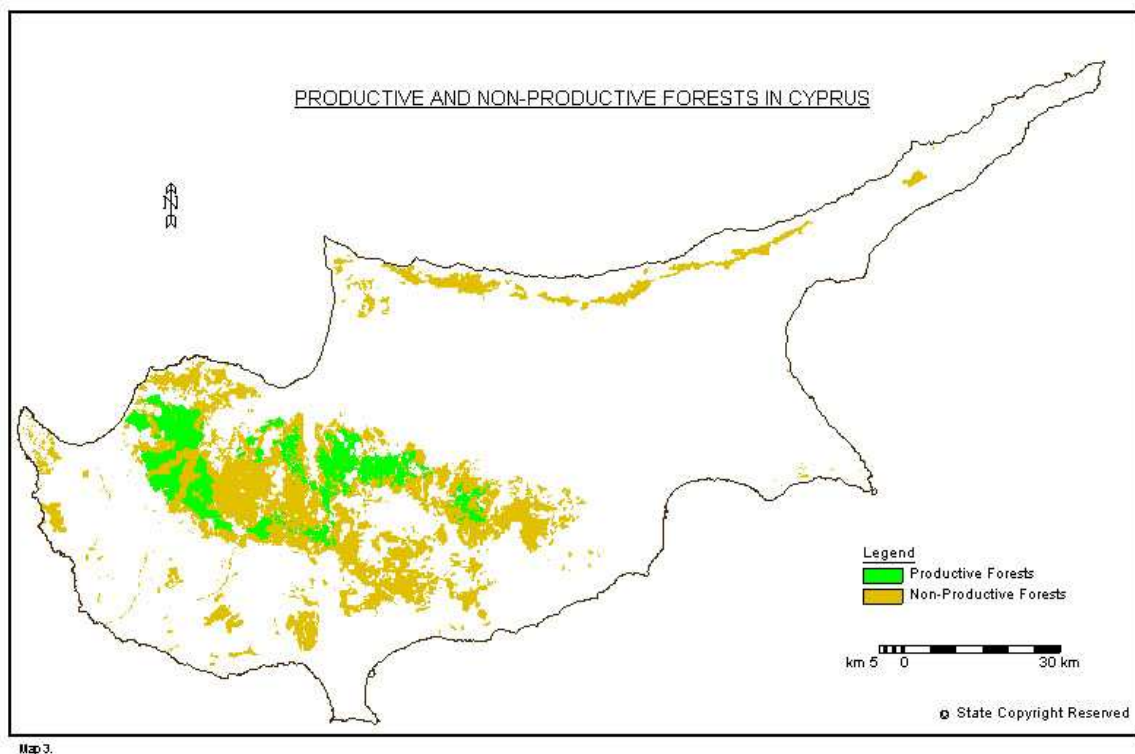 PRODUCTIVE AND NON-PRODUCTIVE FORESTS IN CYPRUS
N
Legend
Productive Forests
Non-Productive Forests
km 5 0 30 km
© State Copyright Reserved
Map 3.